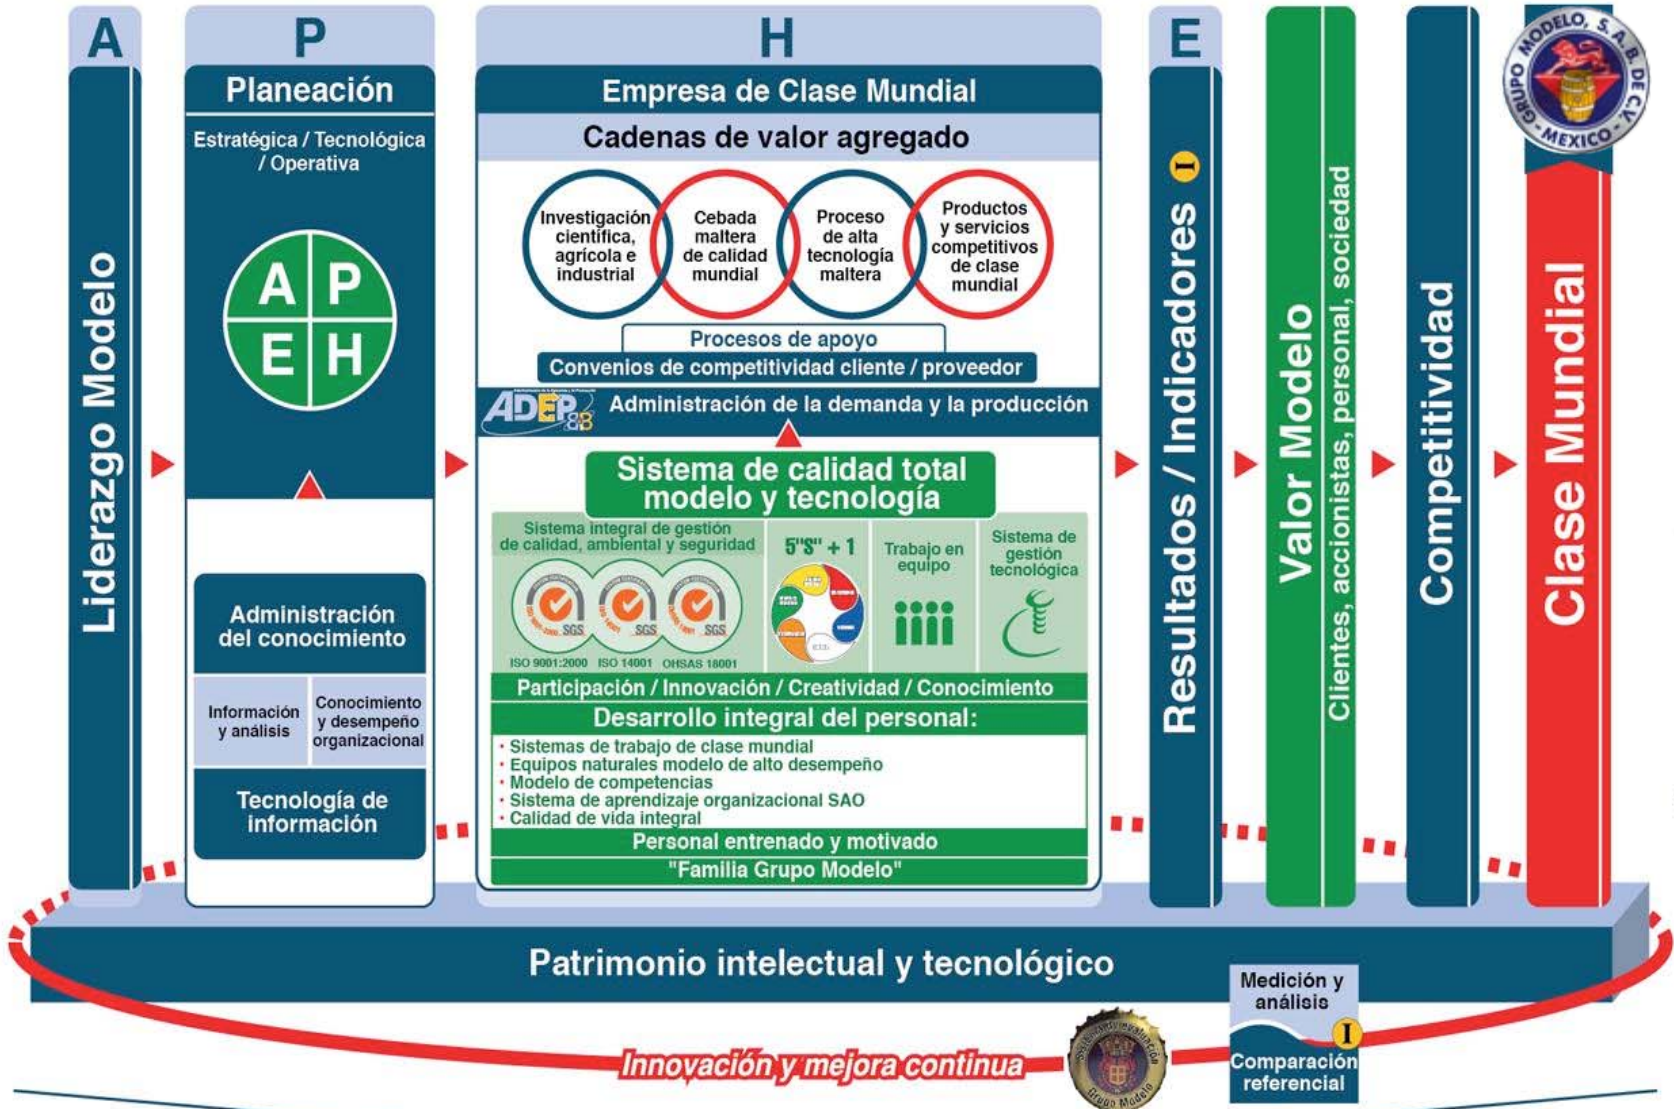 A
Liderazgo Modelo
P
Planeación
Estratégica / Tecnológica
/ Operativa
A P
E H
Administración
del conocimiento
Información
y análisis
Conocimiento
y desempeño
organizacional
Tecnología de
información
H
Empresa de Clase Mundial
Cadenas de valor agregado
Investigación
científica,
agrícola e
industrial
Cebada
maltera
de calidad
mundial
Proceso
de alta
tecnología
maltera
Productos
y servicios
competitivos
de clase
mundial
Procesos de apoyo
Convenios de competitividad cliente / proveedor
ADEP
Administración de la demanda y la producción
Sistema de calidad total
modelo y tecnología
Sistema integral de gestión
de calidad, ambiental y seguridad
SGS
SGS
SGS
ISO 9001:2000
ISO 14001
OHSAS 18001
5"S" + 1
Trabajo en
equipo
Sistema de
gestión
tecnológica
Participación / Innovación / Creatividad / Conocimiento
Desarrollo integral del personal:
· Sistemas de trabajo de clase mundial
· Equipos naturales modelo de alto desempeño
· Modelo de competencias
· Sistema de aprendizaje organizacional SAO
· Calidad de vida integral
Personal entrenado y motivado
"Familia Grupo Modelo"
E
Resultados / Indicadores I
Valor Modelo
Clientes, accionistas, personal, sociedad
Competitividad
GRUPO MODELO, S.A.B. DE C.V.
- MEXICO -
Clase Mundial
Patrimonio intelectual y tecnológico
Medición y
análisis
I
Comparación
referencial
Innovación y mejora continua
Grupo Modelo